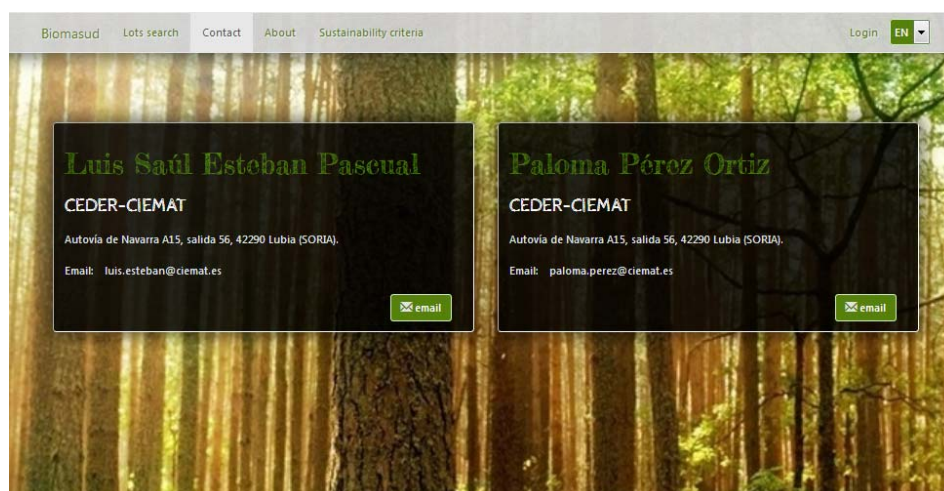 Biomasud Lots search Contact About Sustainability criteria Login EN
Luis Saúl Esteban Pascual
CEDER-CIEMAT
Autovía de Navarra A15, salida 56, 42290 Lubia (SORIA).
Email: luis.esteban@ciemat.es
email
Paloma Pérez Ortiz
CEDER-CIEMAT
Autovía de Navarra A15, salida 56, 42290 Lubia (SORIA).
Email: paloma.perez@ciemat.es
email